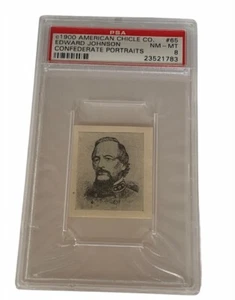 PSA
c1900 AMERICAN CHICLE CO. #65
EDWARD JOHNSON NM - MT
CONFEDERATE PORTRAITS 8
23521783